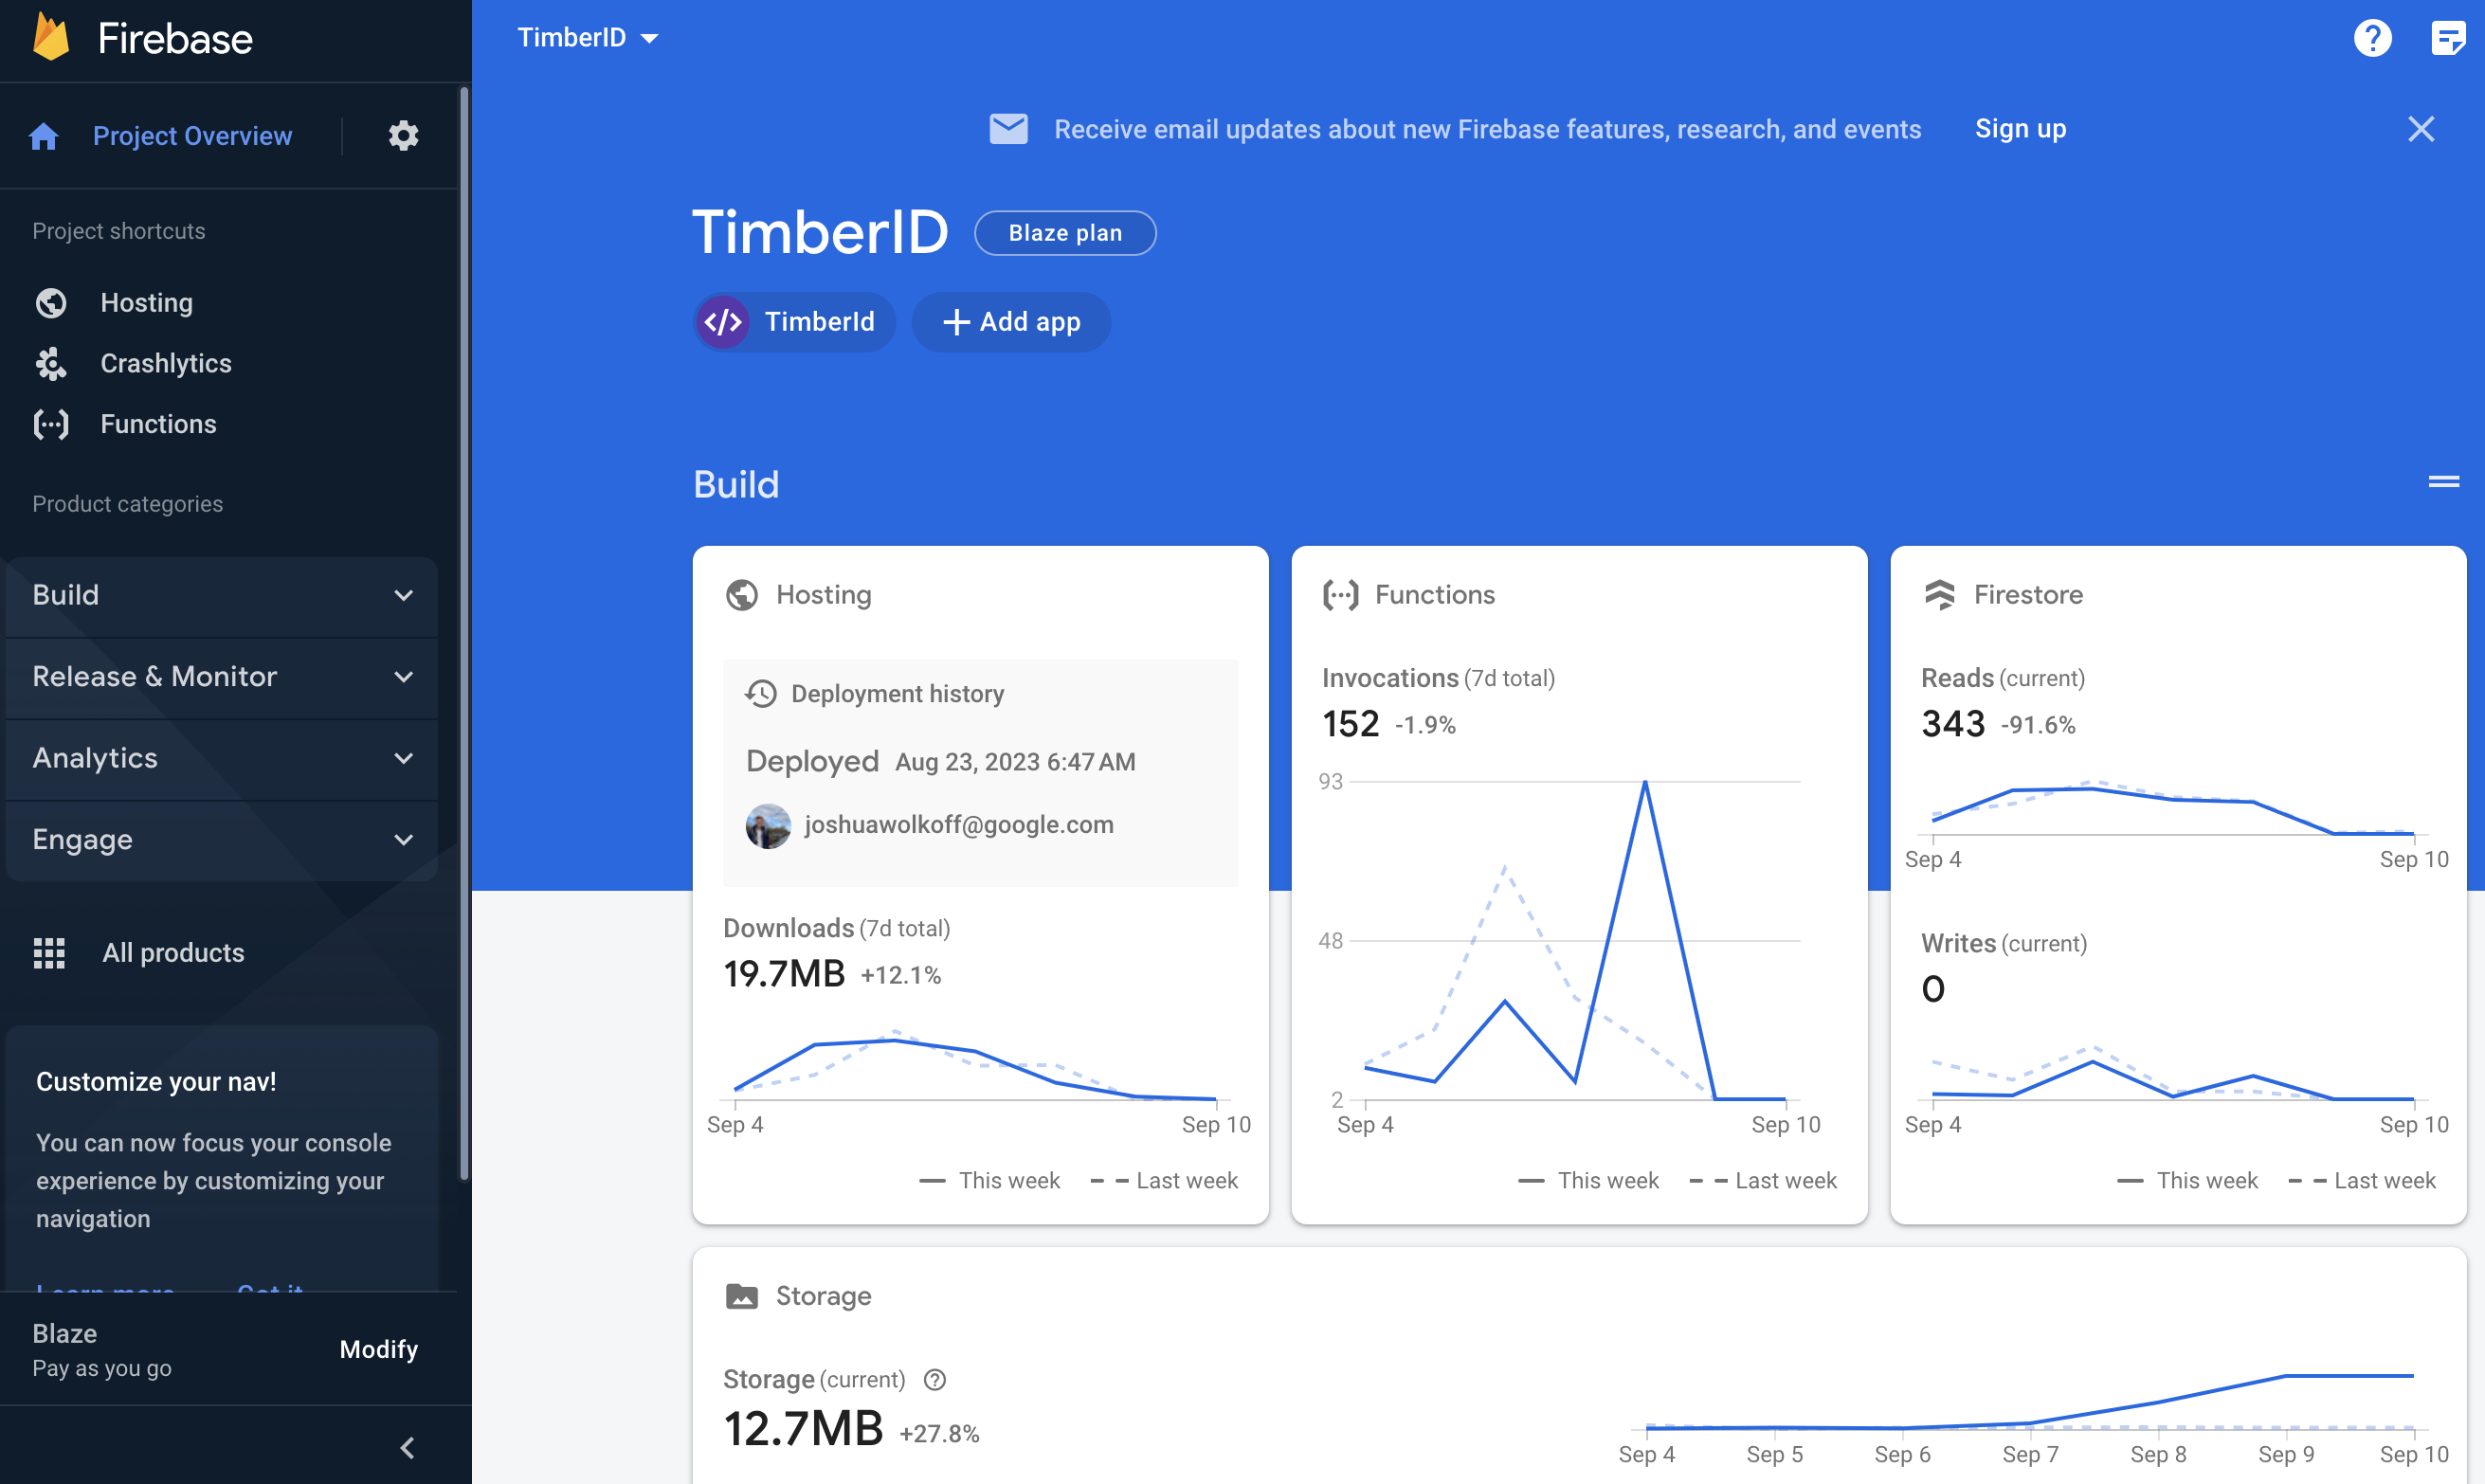 Firebase
Project Overview
Project shortcuts
Hosting
Crashlytics
Functions
Product categories
Build
Release & Monitor
Analytics
Engage
All products
Customize your nav!
You can now focus your console
experience by customizing your
navigation
Learn more Got it
Blaze
Pay as you go
Modify
TimberID
Receive email updates about new Firebase features, research, and events Sign up
TimberID Blaze plan
TimberId + Add app
Build
Hosting
Deployment history
Deployed Aug 23, 2023 6:47 AM
joshuawolkoff@google.com
Downloads (7d total)
19.7MB +12.1%
Sep 4 Sep 10
This week Last week
Functions
Invocations (7d total)
152 -1.9%
93
48
2
Sep 4 Sep 10
This week Last week
Firestore
Reads (current)
343 -91.6%
Sep 4 Sep 10
Writes (current)
0
Sep 4 Sep 10
This week Last week
Storage
Storage (current)
12.7MB +27.8%
Sep 4 Sep 5 Sep 6 Sep 7 Sep 8 Sep 9 Sep 10